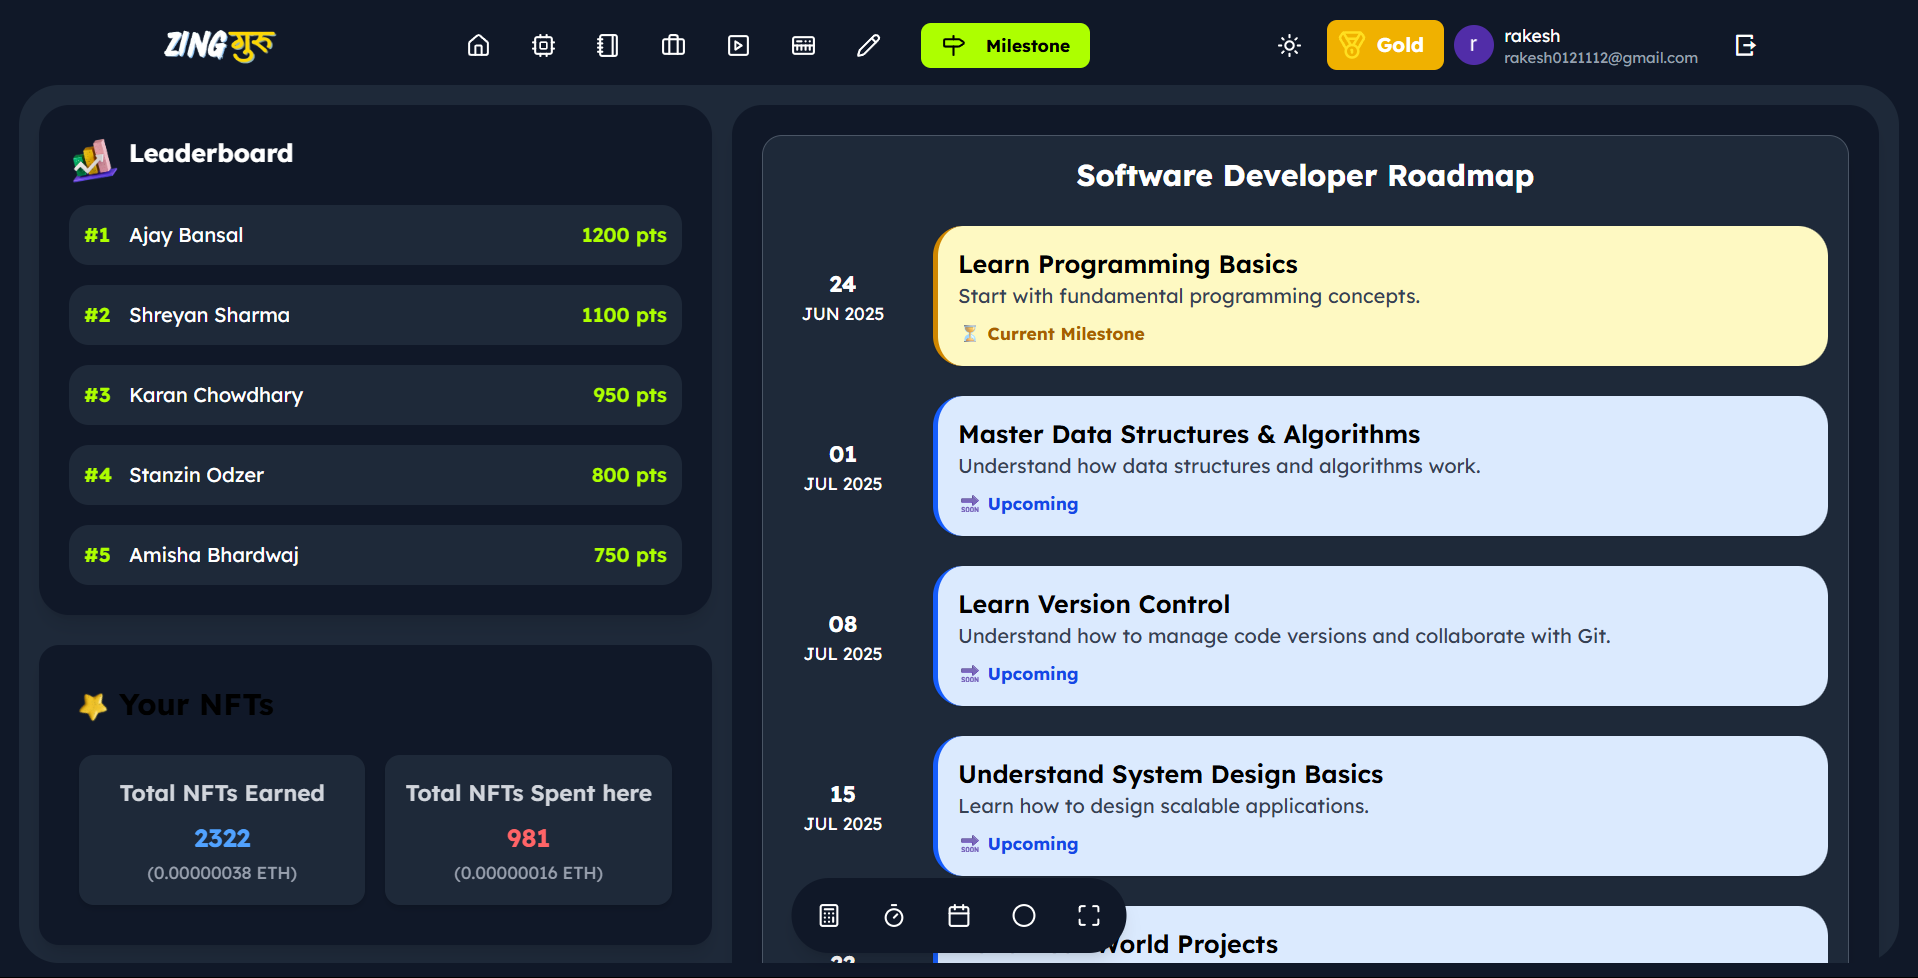 ZINGगुरु
Milestone
Gold
r
rakesh
rakesh0121112@gmail.com
Leaderboard
#1 Ajay Bansal 1200 pts
#2 Shreyan Sharma 1100 pts
#3 Karan Chowdhary 950 pts
#4 Stanzin Odzer 800 pts
#5 Amisha Bhardwaj 750 pts
Your NFTs
Total NFTs Earned
2322
(0.00000038 ETH)
Total NFTs Spent here
981
(0.00000016 ETH)
Software Developer Roadmap
24
JUN 2025
Learn Programming Basics
Start with fundamental programming concepts.
Current Milestone
01
JUL 2025
Master Data Structures & Algorithms
Understand how data structures and algorithms work.
SOON Upcoming
08
JUL 2025
Learn Version Control
Understand how to manage code versions and collaborate with Git.
SOON Upcoming
15
JUL 2025
Understand System Design Basics
Learn how to design scalable applications.
SOON Upcoming
World Projects